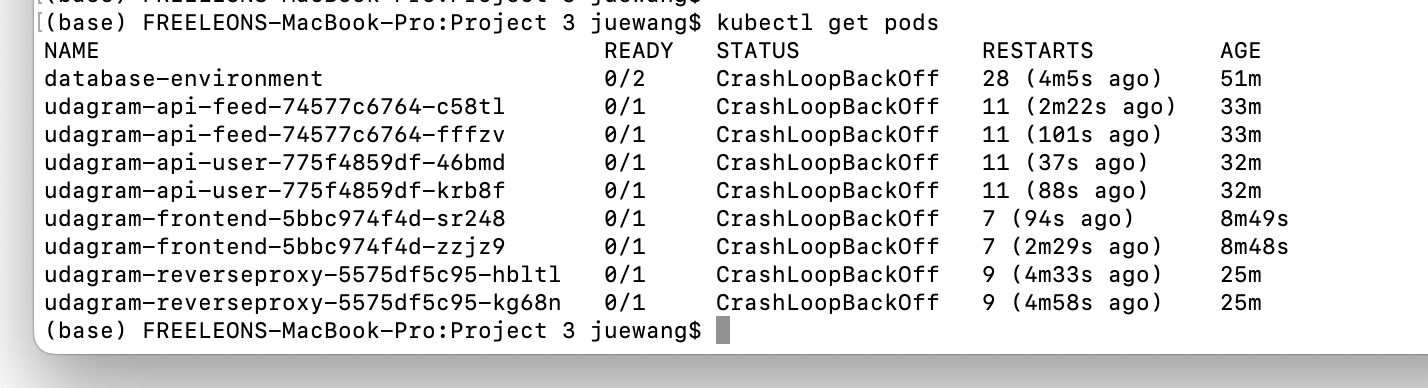 (base) FREELEONS-MacBook-Pro:Project 3 juewang$ kubectl get pods
NAME READY STATUS RESTARTS AGE
database-environment 0/2 CrashLoopBackOff 28 (4m5s ago) 51m
udagram-api-feed-74577c6764-c58tl 0/1 CrashLoopBackOff 11 (2m22s ago) 33m
udagram-api-feed-74577c6764-fffzv 0/1 CrashLoopBackOff 11 (101s ago) 33m
udagram-api-user-775f4859df-46bmd 0/1 CrashLoopBackOff 11 (37s ago) 32m
udagram-api-user-775f4859df-krb8f 0/1 CrashLoopBackOff 11 (88s ago) 32m
udagram-frontend-5bbc974f4d-sr248 0/1 CrashLoopBackOff 7 (94s ago) 8m49s
udagram-frontend-5bbc974f4d-zzjz9 0/1 CrashLoopBackOff 7 (2m29s ago) 8m48s
udagram-reverseproxy-5575df5c95-hbltl 0/1 CrashLoopBackOff 9 (4m33s ago) 25m
udagram-reverseproxy-5575df5c95-kg68n 0/1 CrashLoopBackOff 9 (4m58s ago) 25m
(base) FREELEONS-MacBook-Pro:Project 3 juewang$